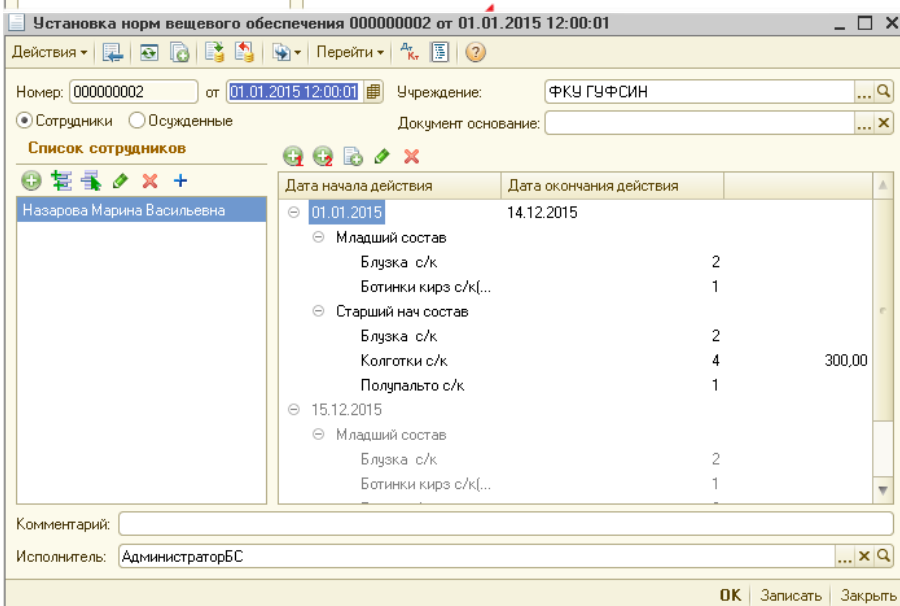 Установка норм вещевого обеспечения 000000002 от 01.01.2015 12:00:01
Действия Перейти Дт Кт
Номер: 000000002 от 01.01.2015 12:00:01 Учреждение: ФКУ ГУФСИН
Сотрудники Осужденные Документ основание:
Список сотрудников
Дата начала действия Дата окончания действия
Назарова Марина Васильевна
01.01.2015 14.12.2015
Младший состав
Блузка с/к 2
Ботинки кирз с/к(... 1
Старший нач состав
Блузка с/к 2
Колготки с/к 4 300,00
Полупальто с/к 1
15.12.2015
Младший состав
Блузка с/к 2
Ботинки кирз с/к(... 1
Комментарий:
Исполнитель: АдминистраторБС
OK Записать Закрыть